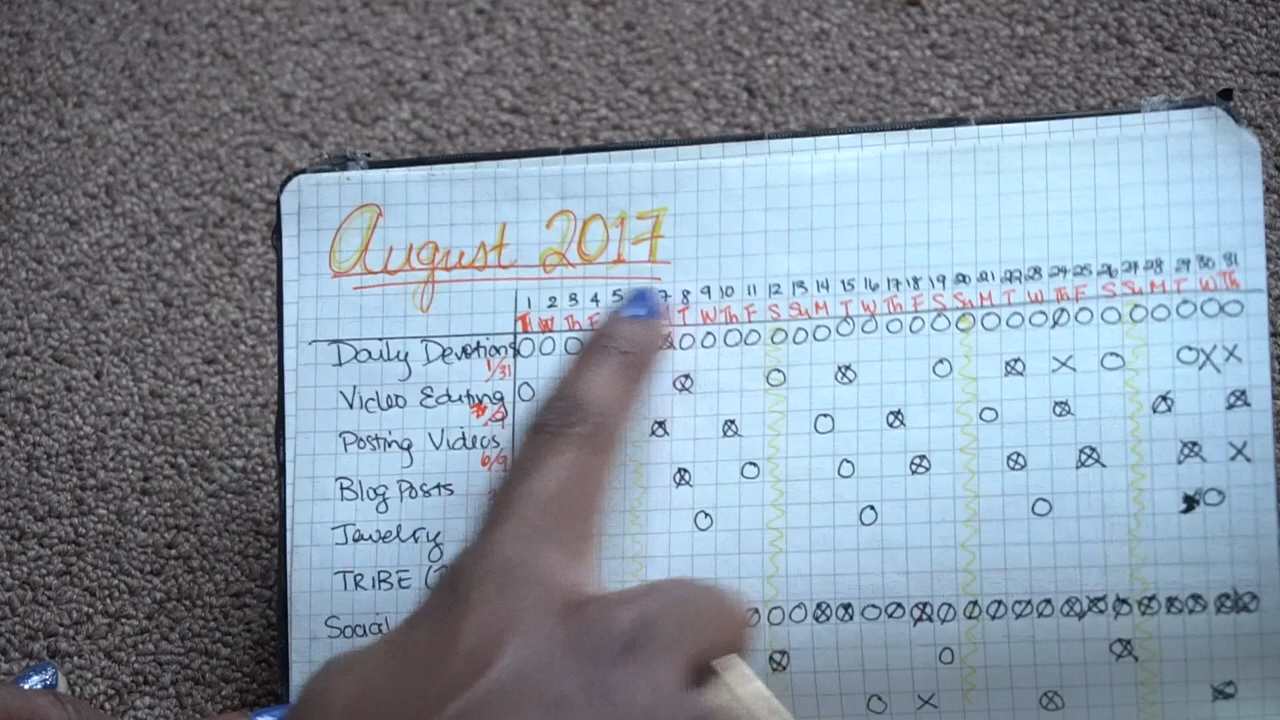 August 2017
1 2 3 4 5 7 8 9 10 11 12 13 14 15 16 17 18 19 20 21 22 23 24 25 26 27 28 29 30 31
T W Th F M T W Th F S Su M T W Th F S Su M T W Th F S Su M T W Th
Daily Devotions
1/31
Video Editing
Posting Videos
6/9
Blog Posts
Jewelry
TRIBE
Social